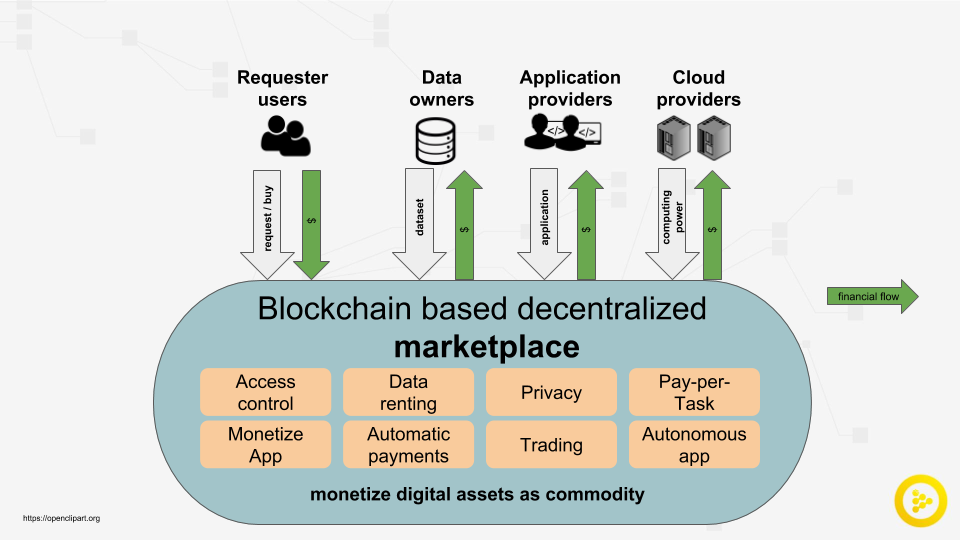 Requester
users
Data
owners
Application
providers
Cloud
providers
</>
</>
request / buy
$
dataset
$
application
$
computing
power
$
financial flow
Blockchain based decentralized
marketplace
Access
control
Data
renting
Privacy
Pay-per-
Task
Monetize
App
Automatic
payments
Trading
Autonomous
app
monetize digital assets as commodity
https://openclipart.org